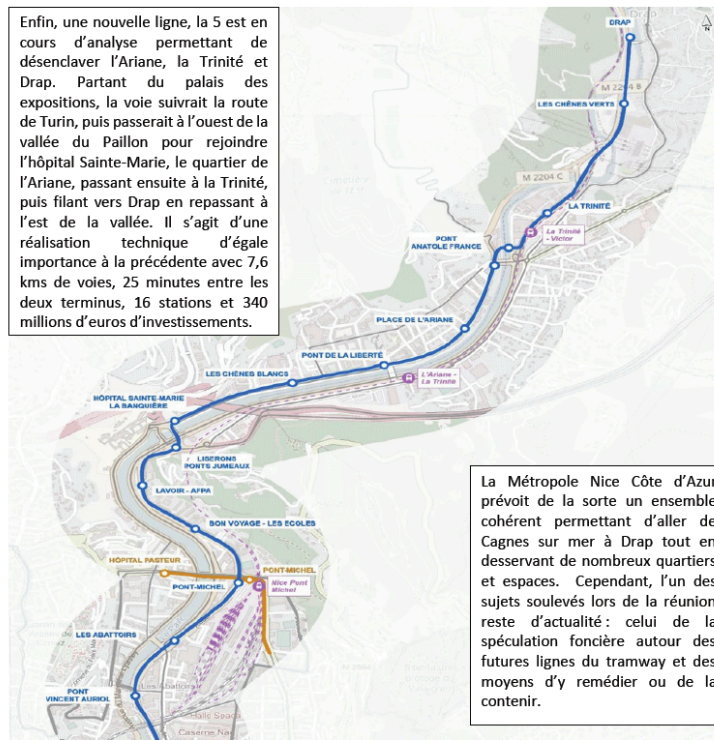 Enfin, une nouvelle ligne, la 5 est en
cours d'analyse permettant de
désenclaver l'Ariane, la Trinité et
Drap. Partant du palais des
expositions, la voie suivrait la route
de Turin, puis passerait à l'ouest de la
vallée du Paillon pour rejoindre
l'hôpital Sainte-Marie, le quartier de
l'Ariane, passant ensuite à la Trinité,
puis filant vers Drap en repassant à
l'est de la vallée. Il s'agit d'une
réalisation technique d'égale
importance à la précédente avec 7,6
kms de voies, 25 minutes entre les
deux terminus, 16 stations et 340
millions d'euros d'investissements.
Drap
DRAP
N
M 2204 B
LES CHÊNES VERTS
M 2204 C
LA TRINITÉ
La Trinité
- Victor
PONT
ANATOLE FRANCE
PLACE DE L'ARIANE
PONT DE LA LIBERTÉ
L'Ariane -
La Trinité
LES CHÊNES BLANCS
HÔPITAL SAINTE-MARIE
LA BANQUIÈRE
LISERONS
PONTS JUMEAUX
LAVOIR - AFPA
BON VOYAGE - LES ECOLES
HÔPITAL PASTEUR
PONT-MICHEL
PONT-MICHEL
Nice Pont
Michel
LES ABATTOIRS
PONT
VINCENT AURIOL
Les Abattoirs
Halle Spada
Caserne Nau
La Métropole Nice Côte d'Azur
prévoit de la sorte un ensemble
cohérent permettant d'aller de
Cagnes sur mer à Drap tout en
desservant de nombreux quartiers
et espaces. Cependant, l'un des
sujets soulevés lors de la réunion
reste d'actualité : celui de la
spéculation foncière autour des
futures lignes du tramway et des
moyens d'y remédier ou de la
contenir.